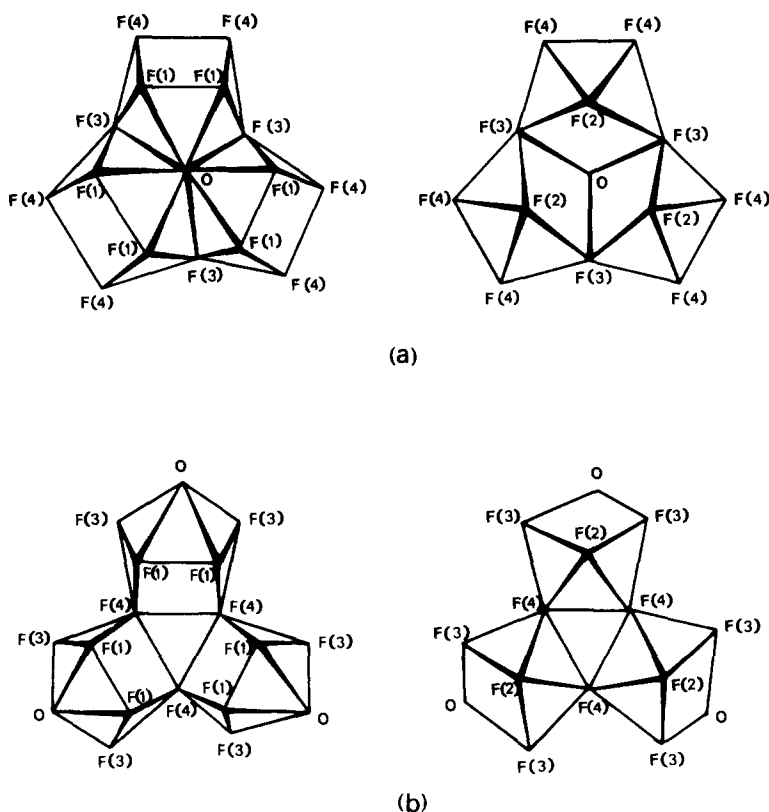 F(4) F(4)
F(1) F(1)
F(3) F(3)
F(1) O F(1)
F(4) F(4)
F(1) F(1)
F(3)
F(4) F(4)
F(4) F(4)
F(2)
F(3) F(3)
O
F(4) F(2) F(2) F(4)
F(3)
F(4) F(4)
(a)
O
F(3) F(3)
F(1) F(1)
F(4) F(4)
F(3) F(1) F(1) F(3)
F(1) F(1)
O F(4) O
F(3) F(3)
O
F(3) F(3)
F(2)
F(4) F(4)
F(3) F(3)
F(2) F(2)
O F(4) O
F(3) F(3)
(b)